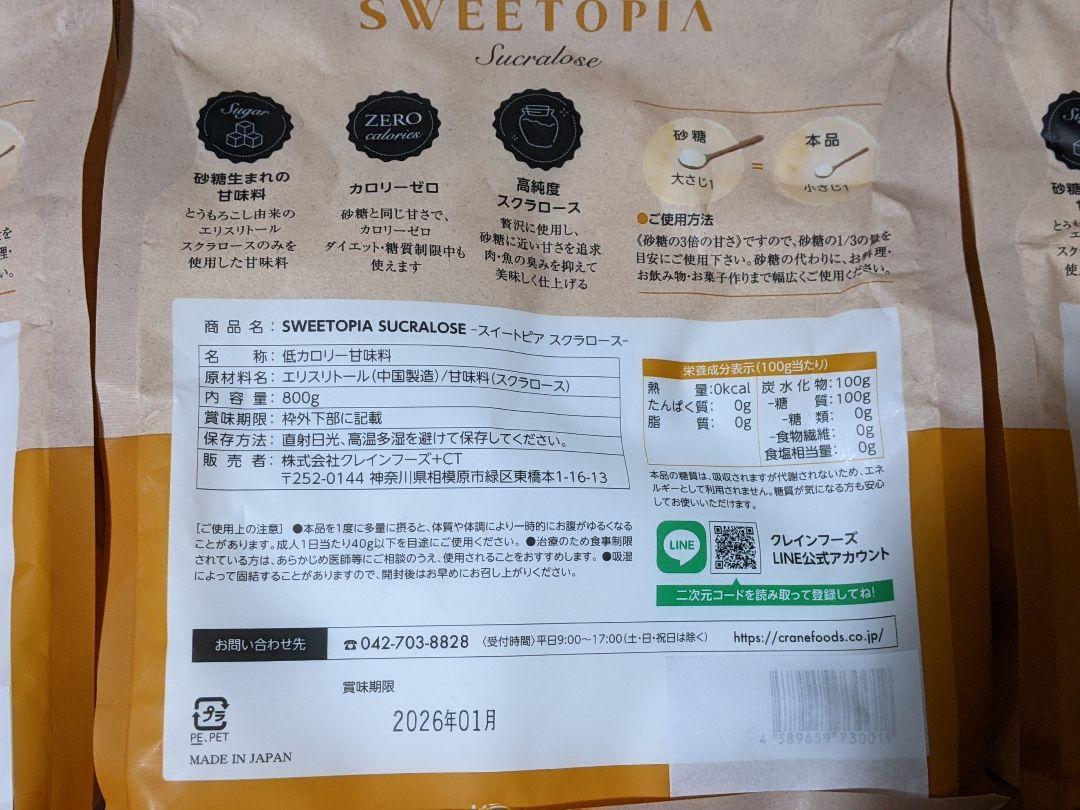 SWEETOPIA
Sucralose
Sugar
砂糖生まれの
甘味料
とうもろこし由来の
エリスリトール
スクラロースのみを
使用した甘味料
ZERO
calories
カロリーゼロ
砂糖と同じ甘さで、
カロリーゼロ
ダイエット・糖質制限中も
使えます
高純度
スクラロース
贅沢に使用し、
砂糖に近い甘さを追求
肉・魚の臭みを抑えて
美味しく仕上げる
砂糖
大さじ1
=
本品
小さじ1
●ご使用方法
《砂糖の3倍の甘さ》ですので、砂糖の1/3の量を
目安にご使用下さい。砂糖の代わりに、お料理・
お飲み物・お菓子作りまで幅広くご使用ください。
商品名：SWEETOPIA SUCRALOSE -スイートピア スクラロース-
名称：低カロリー甘味料
原材料名：エリスリトール（中国製造）/甘味料（スクラロース）
内容量：800g
賞味期限：枠外下部に記載
保存方法：直射日光、高温多湿を避けて保存してください。
販売者：株式会社クレインフーズ+CT
〒252-0144 神奈川県相模原市緑区東橋本1-16-13
栄養成分表示（100g当たり）
熱量：0kcal
たんぱく質：0g
脂質：0g
炭水化物：100g
-糖質：100g
-糖類：0g
-食物繊維：0g
食塩相当量：0g
本品の糖質は、吸収されますが代謝されないため、エネ
ルギーとして利用されません。糖質が気になる方も安心
してお使いいただけます。
[ご使用上の注意] ●本品を1度に多量に摂ると、体質や体調により一時的にお腹がゆるくなる
ことがあります。成人1日当たり40g以下を目途にご使用ください。●治療のため食事制限
されている方は、あらかじめ医師等にご相談のうえ、使用されることをおすすめします。●吸湿
によって固結することがありますので、開封後はお早めにお召し上がりください。
LINE
クレインフーズ
LINE公式アカウント
二次元コードを読み取って登録してね!
お問い合わせ先
☎042-703-8828 〈受付時間〉平日9:00〜17:00（土・日・祝日は除く） https://cranefoods.co.jp/
賞味期限
2026年01月
プラ
PE、PET
MADE IN JAPAN